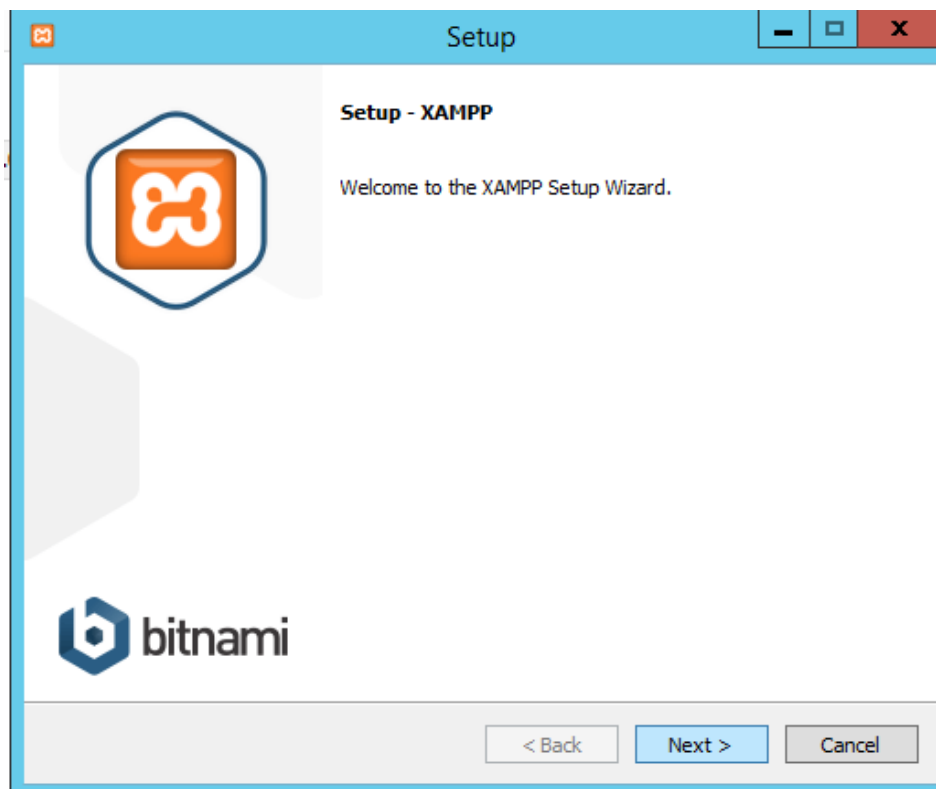 Setup
Setup - XAMPP
Welcome to the XAMPP Setup Wizard.
bitnami
< Back
Next >
Cancel